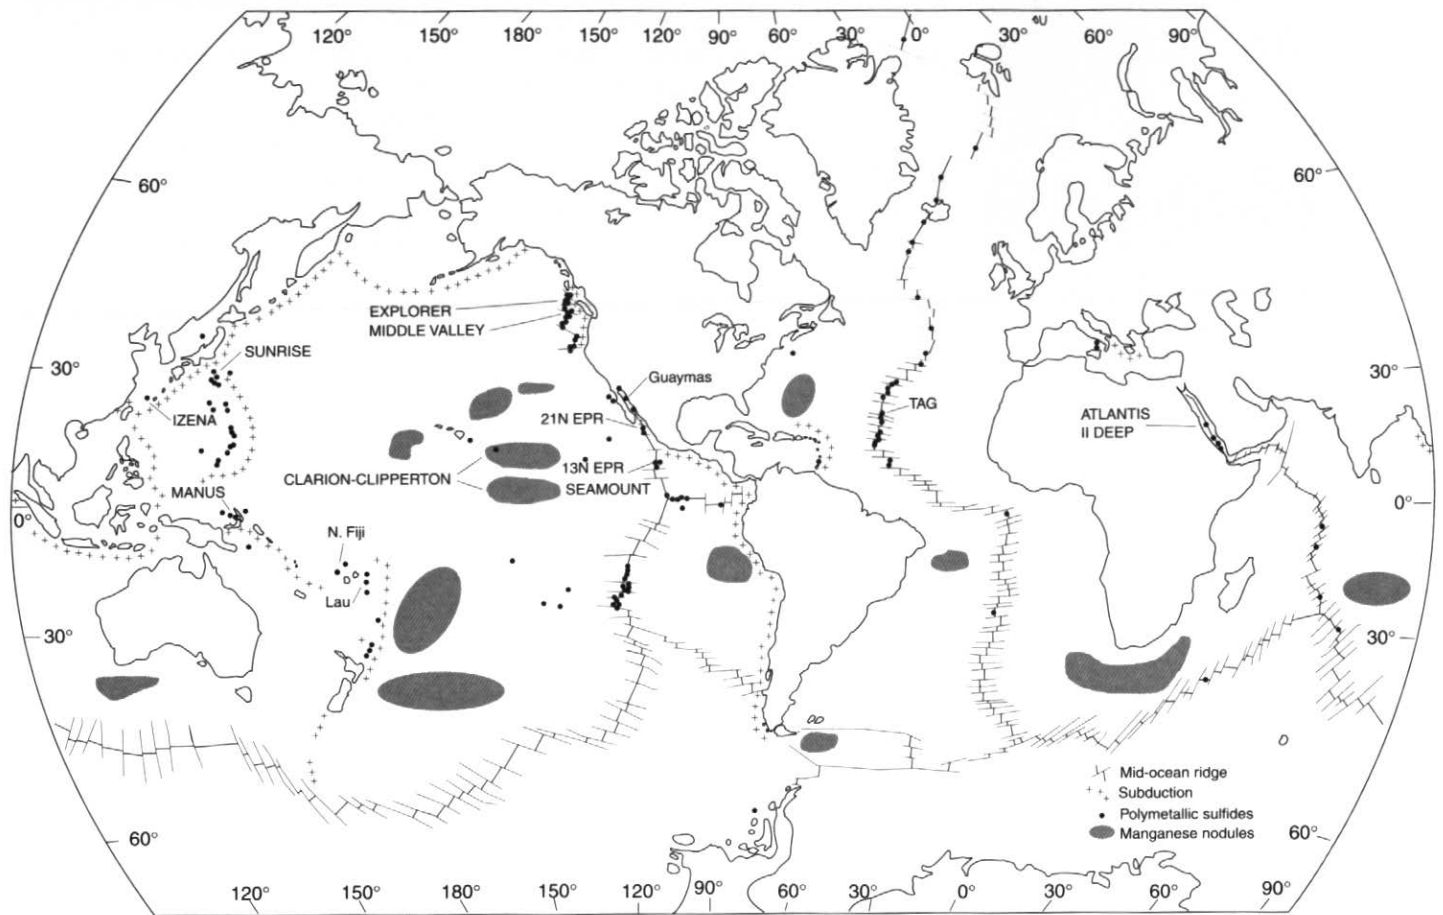 120° 150° 180° 150° 120° 90° 60° 30° 0° 30° 60° 90°
60° 60°
EXPLORER
MIDDLE VALLEY
SUNRISE
30° 30°
Guaymas
IZENA
21N EPR
TAG
ATLANTIS
II DEEP
13N EPR
CLARION-CLIPPERTON
SEAMOUNT
MANUS
0° 0°
N. Fiji
Lau
30° 30°
Mid-ocean ridge
Subduction
Polymetallic sulfides
Manganese nodules
60° 60°
120° 150° 180° 150° 120° 90° 60° 30° 0° 30° 60° 90°